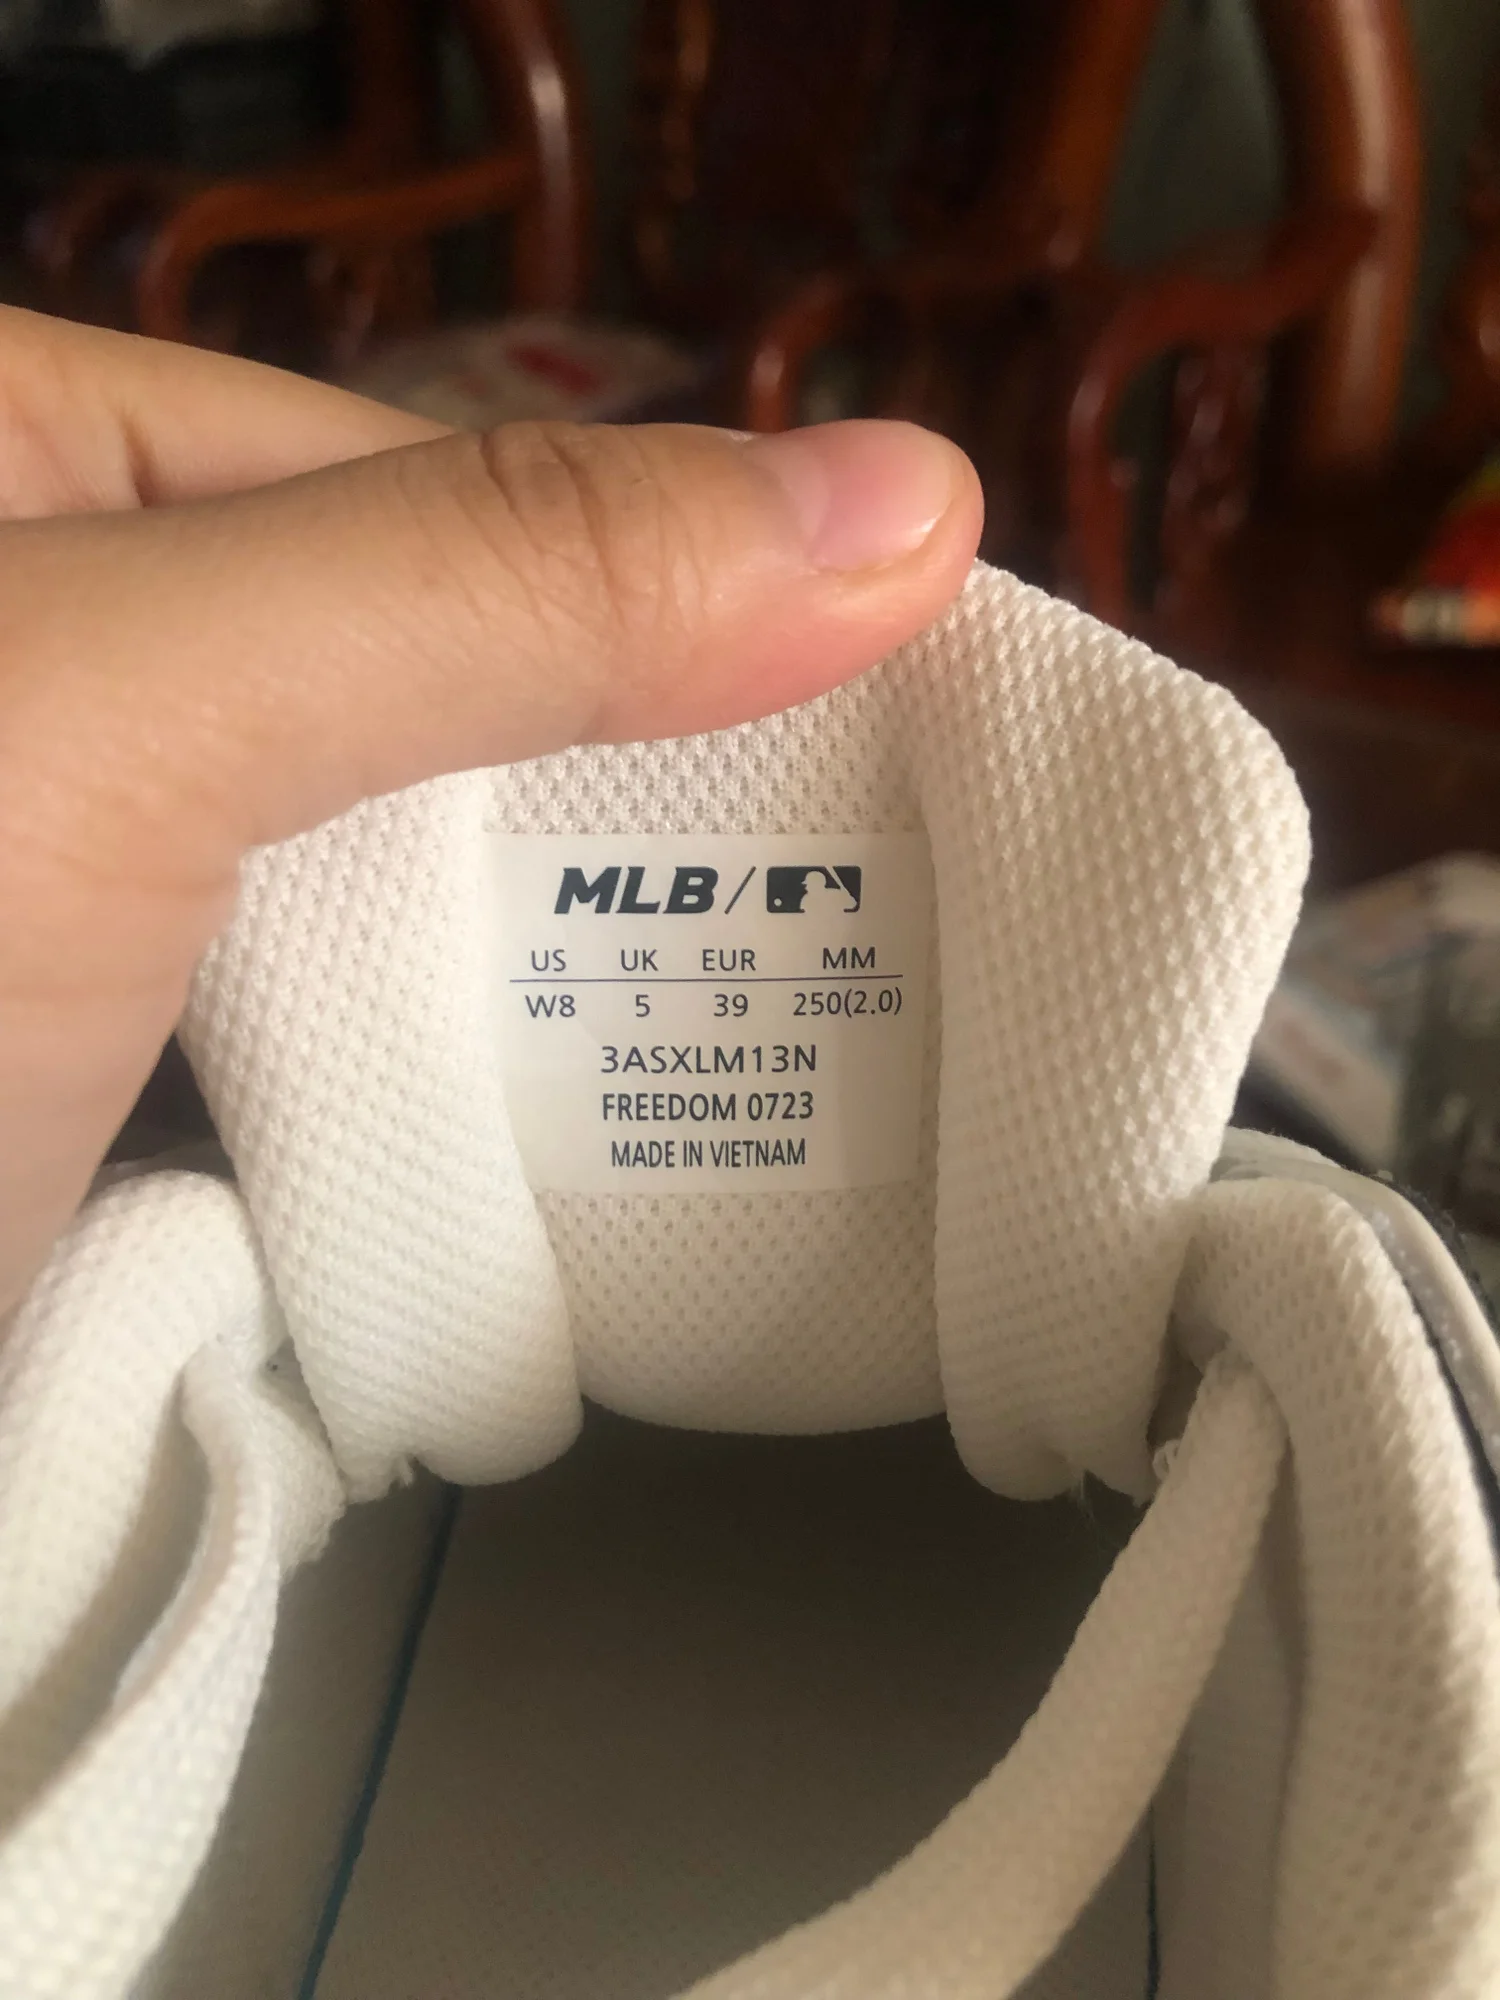 MLB/
US UK EUR MM
W8 5 39 250(2.0)
3ASXLM13N
FREEDOM 0723
MADE IN VIETNAM